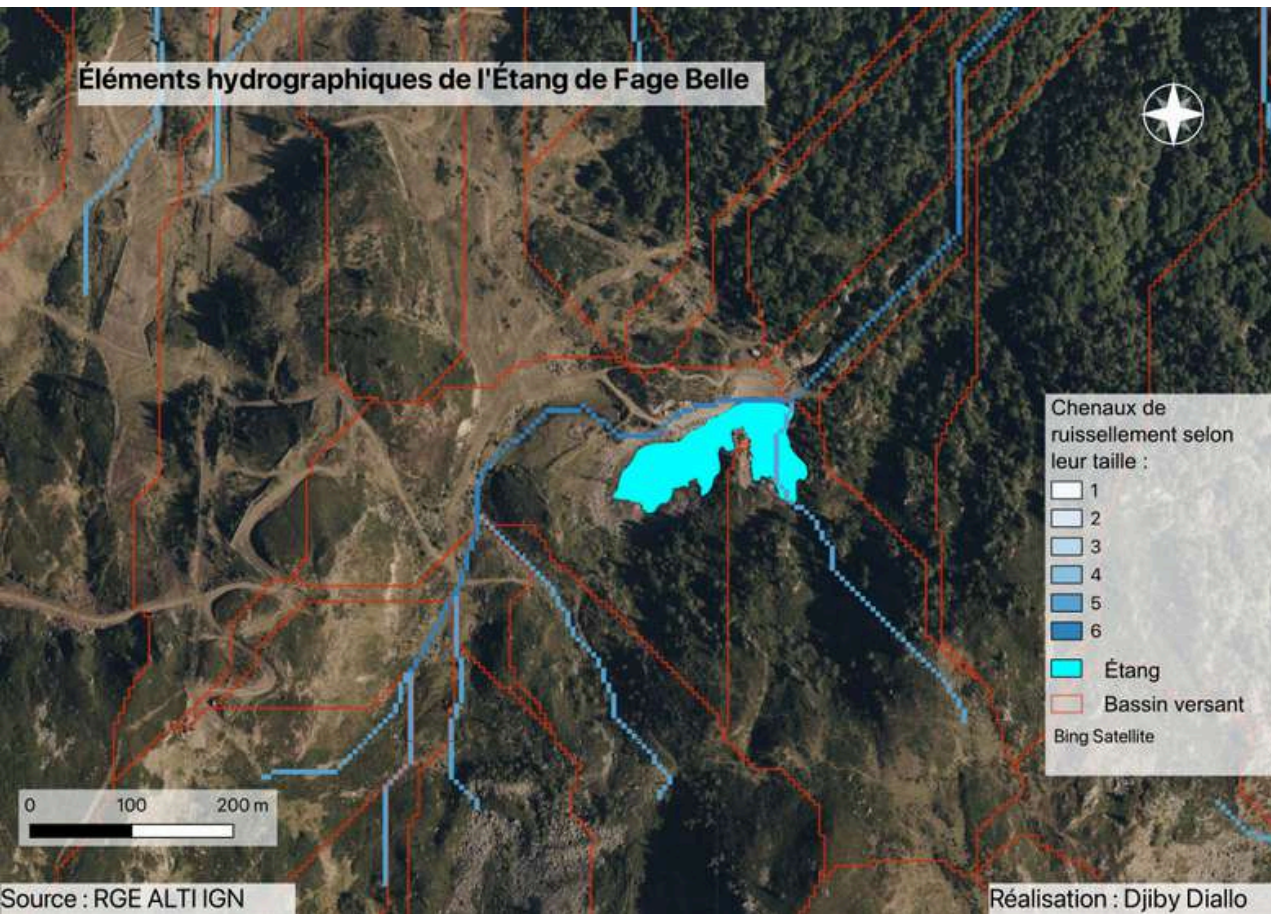 Éléments hydrographiques de l'Étang de Fage Belle
Chenaux de
ruissellement selon
leur taille :
1
2
3
4
5
6
Étang
Bassin versant
Bing Satellite
0 100 200 m
Source : RGE ALTI IGN
Réalisation : Djiby Diallo